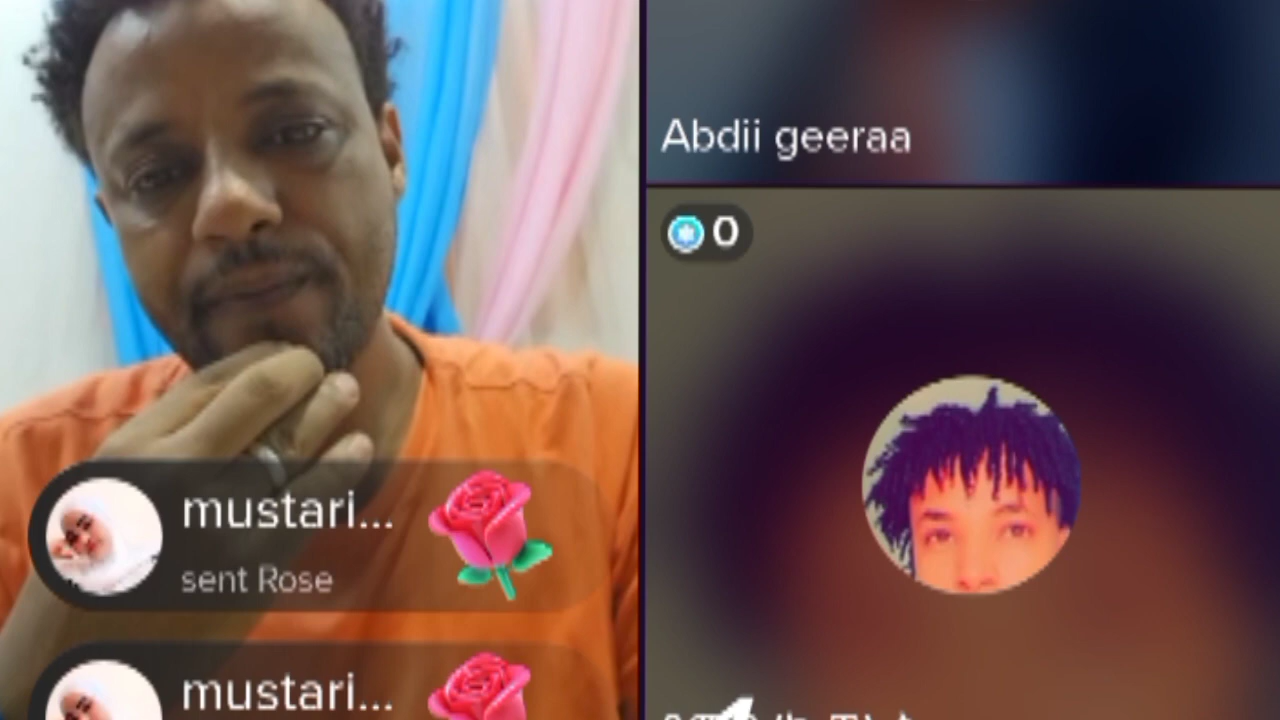 Abdii geeraa
0
mustari...
sent Rose
mustari...